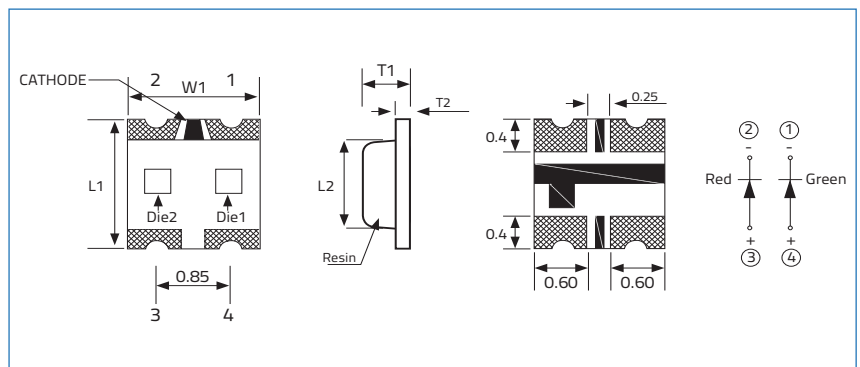 CATHODE
2 W1 1
L1
Die2 Die1
0.85
3 4
T1
T2
L2
Resin
0.25
0.4
0.4
0.60 0.60
2 1
- -
Red Green
+ +
3 4